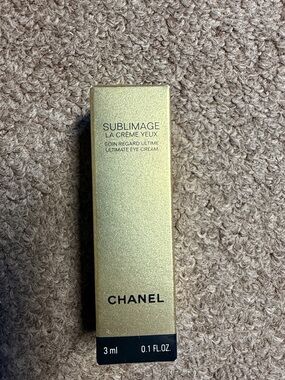 SUBLIMAGE
LA CRÈME YEUX
SOIN REGARD ULTIME
ULTIMATE EYE CREAM
CHANEL
3 ml 0.1 FL.OZ.